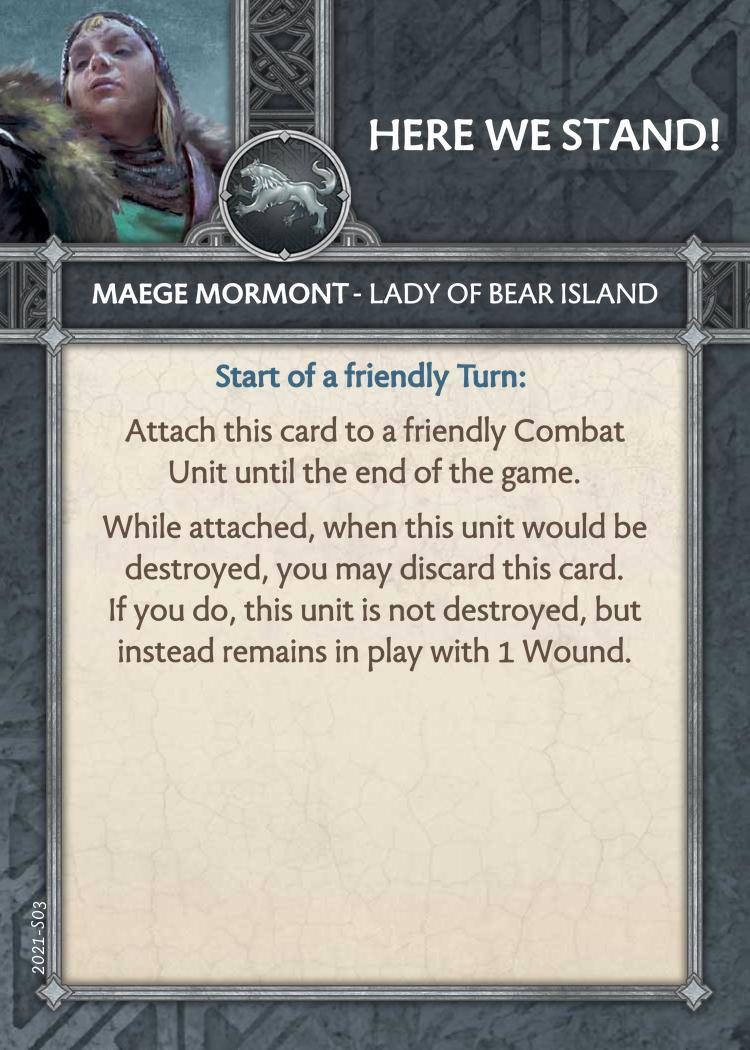 HERE WE STAND!
MAEGE MORMONT - LADY OF BEAR ISLAND
Start of a friendly Turn:
Attach this card to a friendly Combat
Unit until the end of the game.
While attached, when this unit would be
destroyed, you may discard this card.
If you do, this unit is not destroyed, but
instead remains in play with 1 Wound.
2021-S03